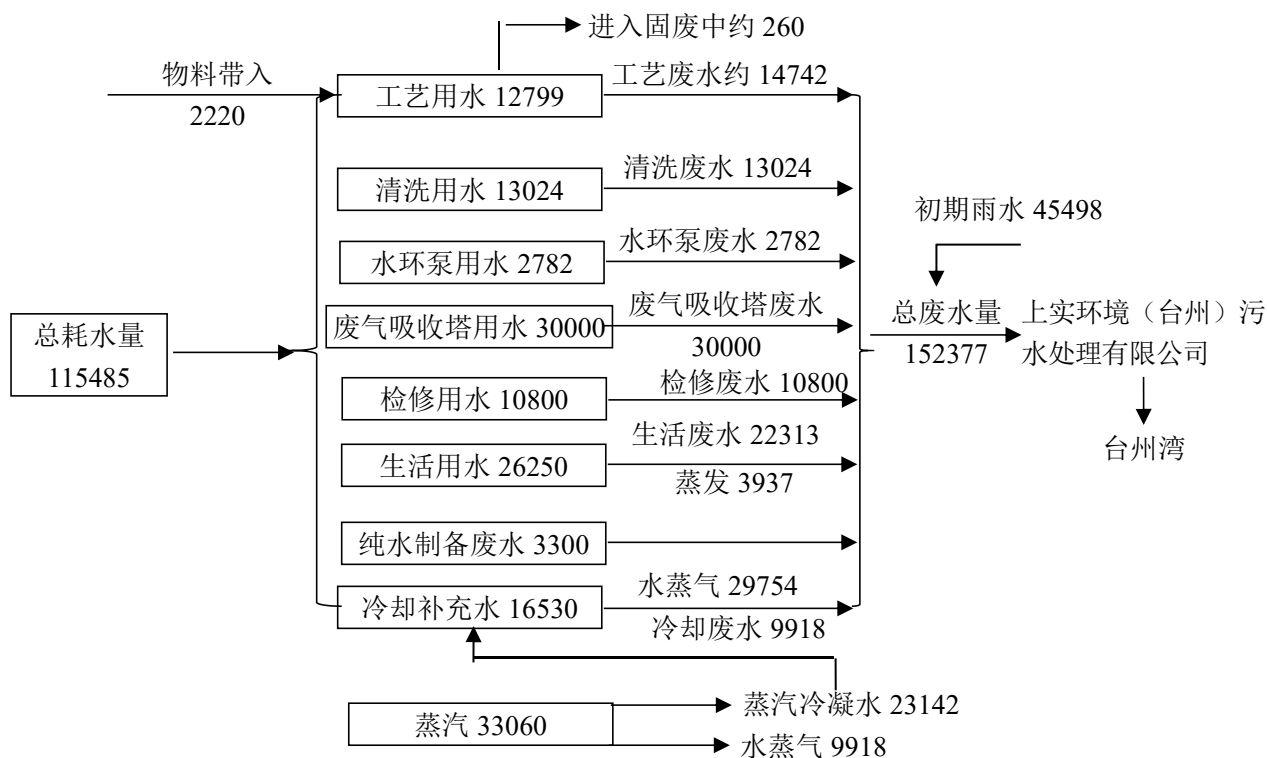 进入固废中约 260
物料带入
2220
工艺用水 12799
工艺废水约 14742
清洗用水 13024
清洗废水 13024
初期雨水 45498
水环泵用水 2782
水环泵废水 2782
总耗水量
115485
废气吸收塔用水 30000
废气吸收塔废水
30000
总废水量
152377
上实环境（台州）污
水处理有限公司
检修用水 10800
检修废水 10800
台州湾
生活用水 26250
生活废水 22313
蒸发 3937
纯水制备废水 3300
冷却补充水 16530
水蒸气 29754
冷却废水 9918
蒸汽 33060
蒸汽冷凝水 23142
水蒸气 9918